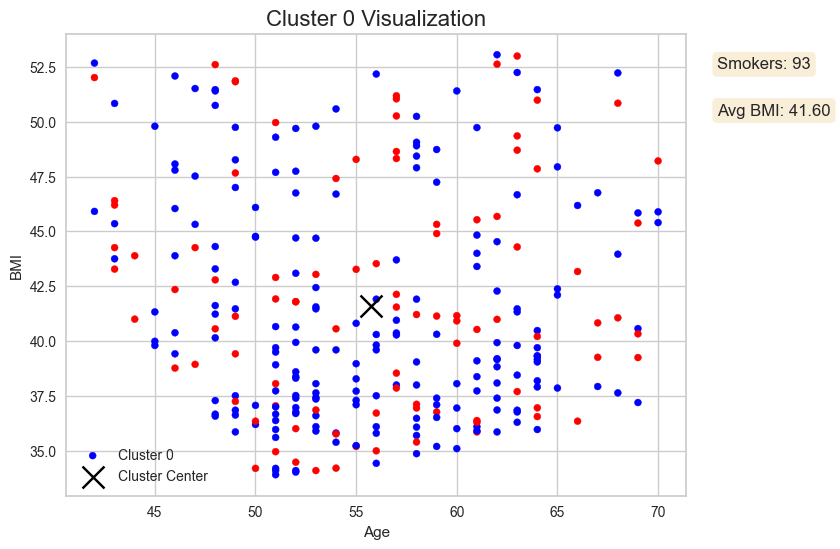 Cluster 0 Visualization
Smokers: 93
Avg BMI: 41.60
BMI
52.5
50.0
47.5
45.0
42.5
40.0
37.5
35.0
Cluster 0
Cluster Center
45
50
55
60
65
70
Age